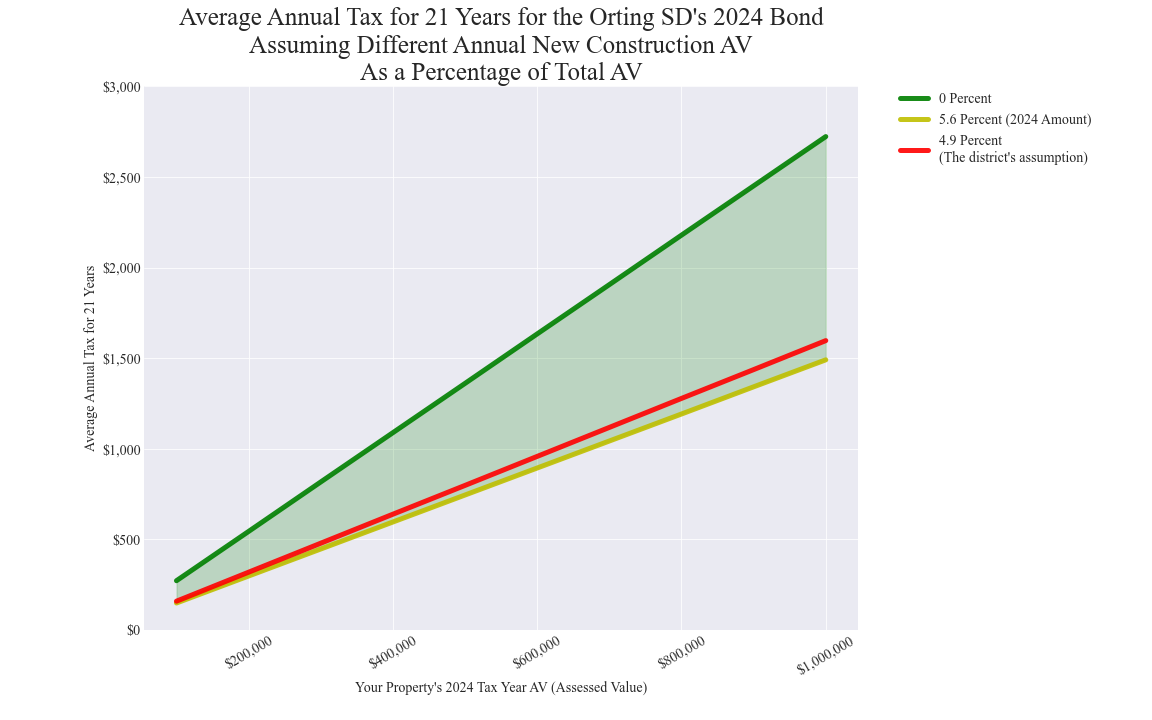 Average Annual Tax for 21 Years for the Orting SD's 2024 Bond
Assuming Different Annual New Construction AV
As a Percentage of Total AV
0 Percent
5.6 Percent (2024 Amount)
4.9 Percent
(The district's assumption)
Average Annual Tax for 21 Years
$3,000
$2,500
$2,000
$1,500
$1,000
$500
$0
$200,000
$400,000
$600,000
$800,000
$1,000,000
Your Property's 2024 Tax Year AV (Assessed Value)